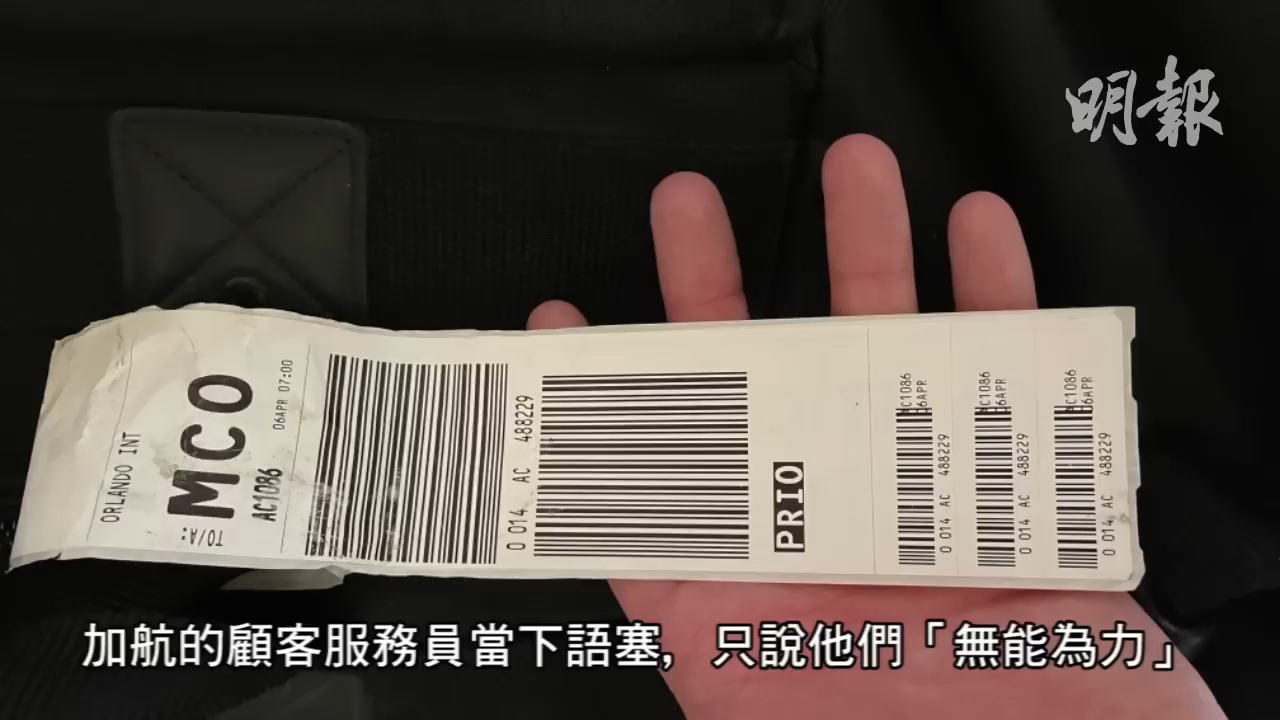 明報
ORLANDO INT
TO/A:
MCO
AC1086
06APR 07:00
0 014 AC 488229
PRIO
AC1086
06APR
0 014 AC 488229
AC1086
06APR
0 014 AC 488229
AC1086
06APR
0 014 AC 488229
加航的顧客服務員當下語塞,只說他們「無能為力」